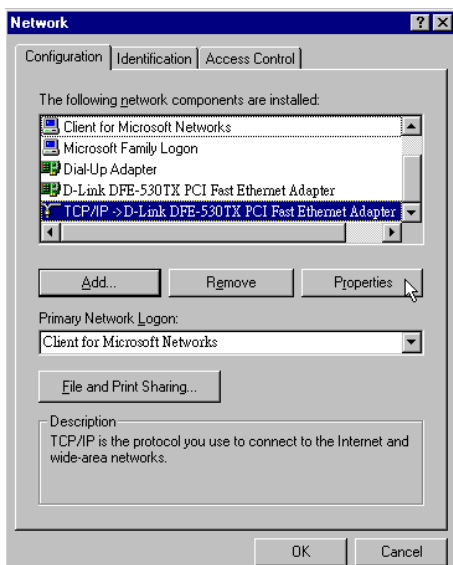 Network
Configuration
Identification
Access Control
The following network components are installed:
Client for Microsoft Networks
Microsoft Family Logon
Dial-Up Adapter
D-Link DFE-530TX PCI Fast Ethernet Adapter
TCP/IP ->D-Link DFE-530TX PCI Fast Ethernet Adapter
Add...
Remove
Properties
Primary Network Logon:
Client for Microsoft Networks
File and Print Sharing...
Description
TCP/IP is the protocol you use to connect to the Internet and
wide-area networks.
OK
Cancel